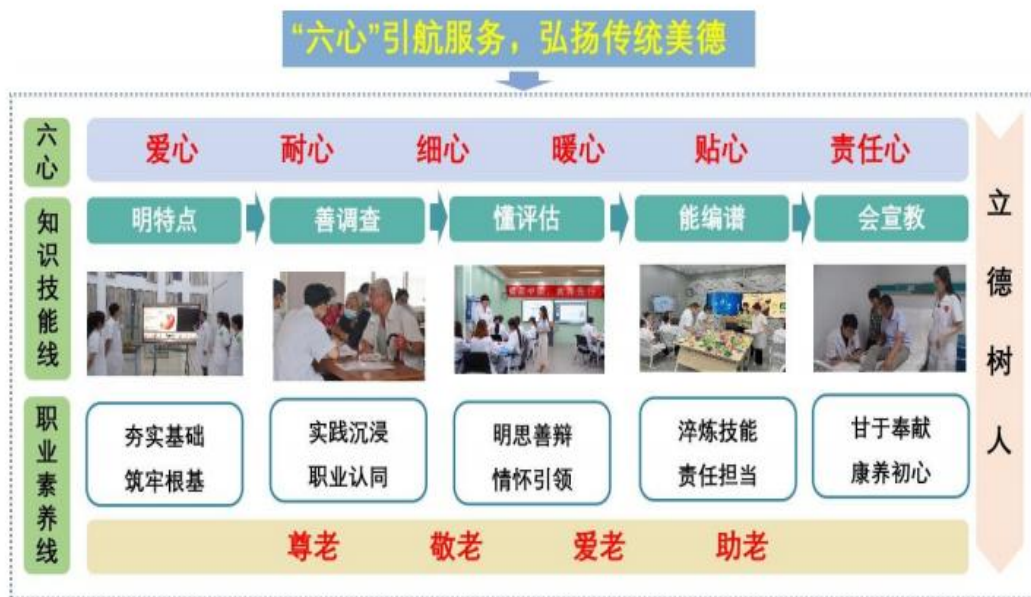 “六心”引航服务，弘扬传统美德
六心
爱心 耐心 细心 暖心 贴心 责任心
知识技能线
明特点 善调查 懂评估 能编谱 会宣教
职业素养线
夯实基础
筑牢根基
实践沉浸
职业认同
明思善辩
情怀引领
淬炼技能
责任担当
甘于奉献
康养初心
尊老 敬老 爱老 助老
立德树人